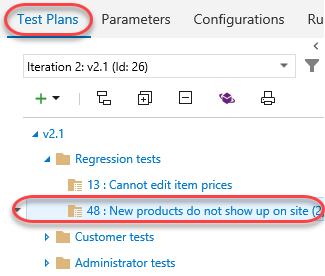 Test Plans Parameters Configurations
Iteration 2: v2.1 (Id: 26)
v2.1
Regression tests
13 : Cannot edit item prices
48 : New products do not show up on site (2
Customer tests
Administrator tests